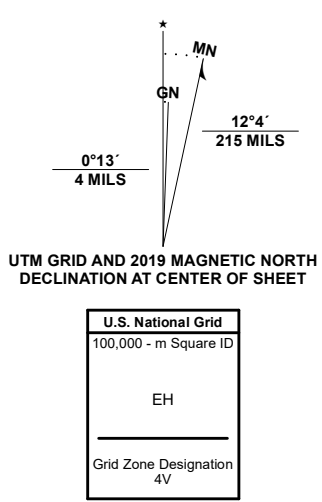 ★
MN
GN
12°4´
215 MILS
0°13´
4 MILS
UTM GRID AND 2019 MAGNETIC NORTH
DECLINATION AT CENTER OF SHEET
U.S. National Grid
100,000 - m Square ID
EH
Grid Zone Designation
4V